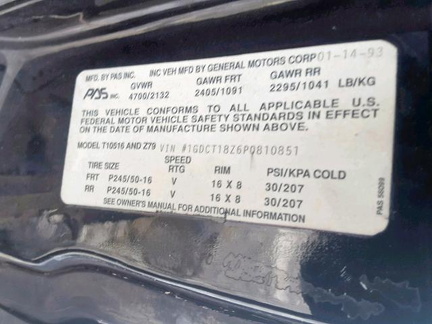 MFD. BY PAS INC. INC VEH MFD BY GENERAL MOTORS CORP 01-14-93
GVWR GAWR FRT GAWR RR
PAS INC. 4700/2132 2405/1091 2295/1041 LB/KG
THIS VEHICLE CONFORMS TO ALL APPLICABLE U.S.
FEDERAL MOTOR VEHICLE SAFETY STANDARDS IN EFFECT
ON THE DATE OF MANUFACTURE SHOWN ABOVE
MODEL T10516 AND Z79 VIN #1GDCT18Z6P0810851
TIRE SIZE SPEED RTG RIM PSI/KPA COLD
FRT P245/50-16 V 16 X 8 30/207
RR P245/50-16 V 16 X 8 30/207
SEE OWNER'S MANUAL FOR ADDITIONAL INFORMATION
PAS 50099